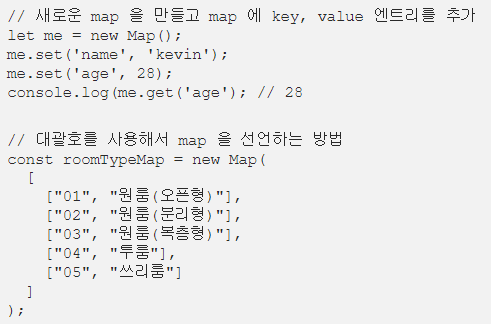 // 새로운 map 을 만들고 map 에 key, value 엔트리를 추가
let me = new Map();
me.set('name', 'kevin');
me.set('age', 28);
console.log(me.get('age'); // 28
// 대괄호를 사용해서 map 을 선언하는 방법
const roomTypeMap = new Map(
[
["01", "원룸(오픈형)"],
["02", "원룸(분리형)"],
["03", "원룸(복층형)"],
["04", "투룸"],
["05", "쓰리룸"]
]
);